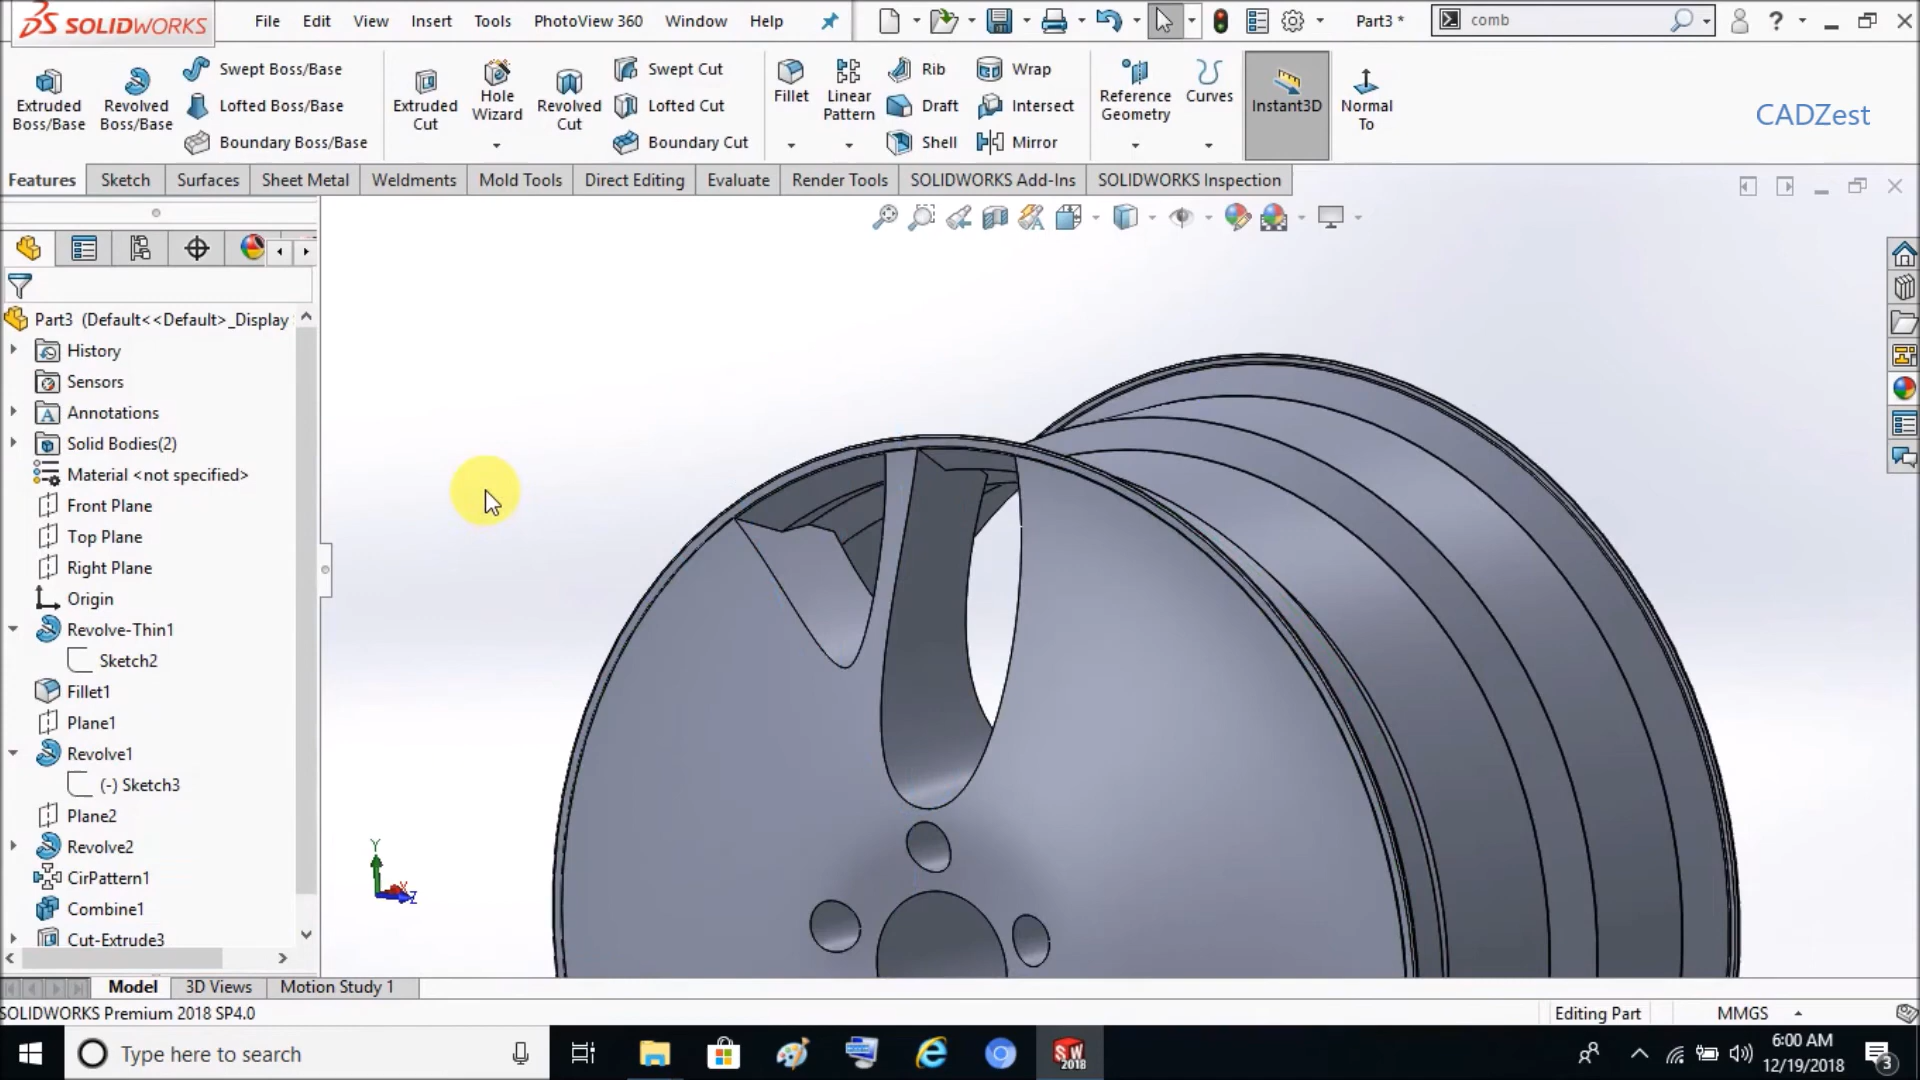 SOLIDWORKS
File Edit View Insert Tools PhotoView 360 Window Help
Part3 *
comb
Extruded Boss/Base
Revolved Boss/Base
Swept Boss/Base
Lofted Boss/Base
Boundary Boss/Base
Extruded Cut
Hole Wizard
Revolved Cut
Swept Cut
Lofted Cut
Boundary Cut
Fillet
Linear Pattern
Rib
Draft
Shell
Wrap
Intersect
Mirror
Reference Geometry
Curves
Instant3D
Normal To
CADZest
Features Sketch Surfaces Sheet Metal Weldments Mold Tools Direct Editing Evaluate Render Tools SOLIDWORKS Add-Ins SOLIDWORKS Inspection
Part3 (Default<<Default>_Display
History
Sensors
Annotations
Solid Bodies(2)
Material <not specified>
Front Plane
Top Plane
Right Plane
Origin
Revolve-Thin1
Sketch2
Fillet1
Plane1
Revolve1
(-) Sketch3
Plane2
Revolve2
CirPattern1
Combine1
Cut-Extrude3
Y
X
Z
Model 3D Views Motion Study 1
SOLIDWORKS Premium 2018 SP4.0
Editing Part
MMGS
Type here to search
SW
2018
6:00 AM
12/19/2018
3